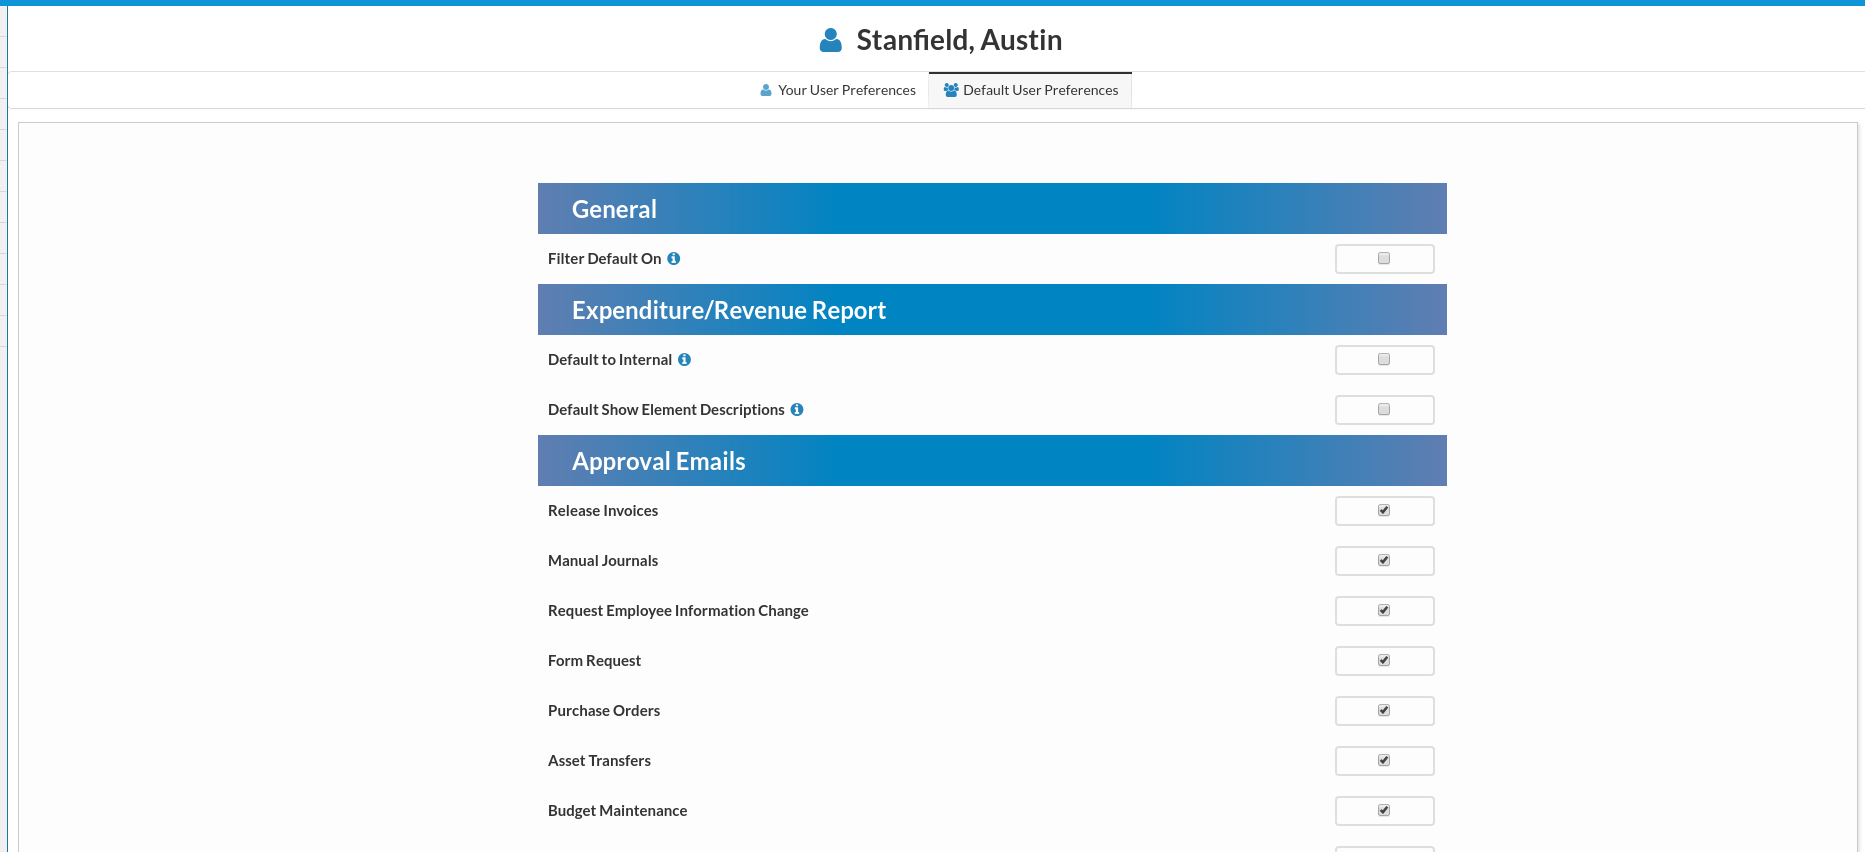 Stanfield, Austin
Your User Preferences Default User Preferences
General
Filter Default On
Expenditure/Revenue Report
Default to Internal
Default Show Element Descriptions
Approval Emails
Release Invoices
Manual Journals
Request Employee Information Change
Form Request
Purchase Orders
Asset Transfers
Budget Maintenance